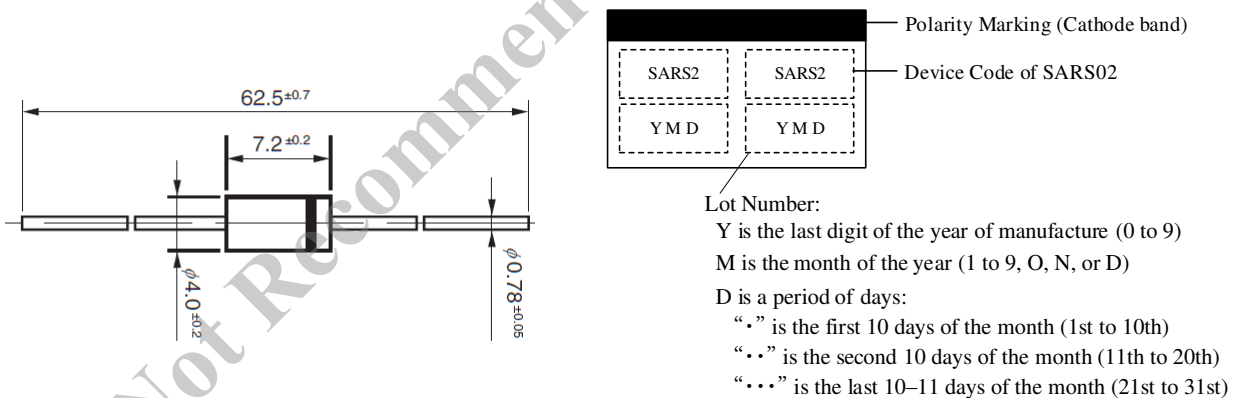 62.5±0.7
7.2±0.2
φ4.0±0.2
φ0.78±0.05
Not Recomm
Polarity Marking (Cathode band)
SARS2 SARS2
Device Code of SARS02
Y M D Y M D
Lot Number:
Y is the last digit of the year of manufacture (0 to 9)
M is the month of the year (1 to 9, O, N, or D)
D is a period of days:
“•” is the first 10 days of the month (1st to 10th)
“••” is the second 10 days of the month (11th to 20th)
“•••” is the last 10–11 days of the month (21st to 31st)